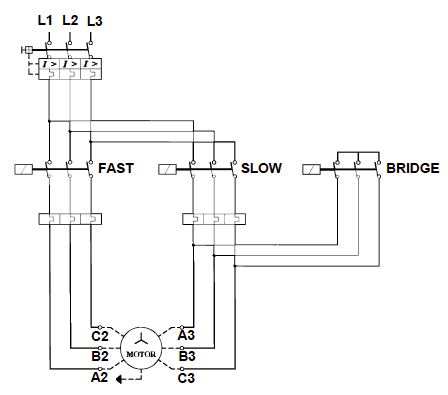 L1 L2 L3
I > I > I >
FAST SLOW BRIDGE
C2 A3
B2 MOTOR B3
A2 C3